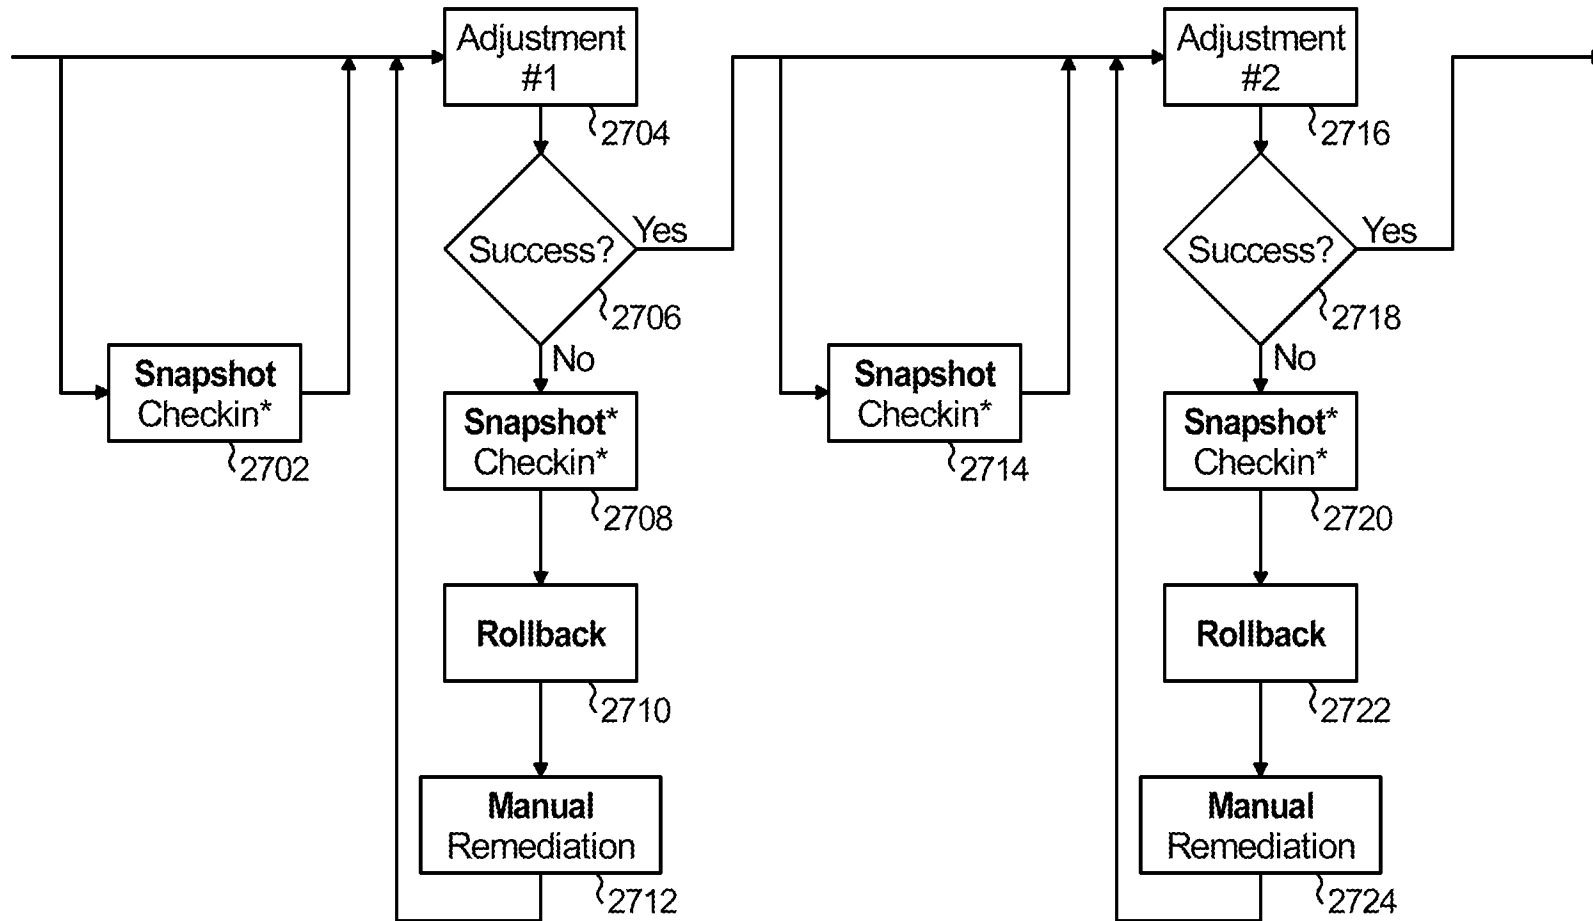 Adjustment
#1
2704
Success?
Yes
2706
No
Snapshot
Checkin*
2702
Snapshot*
Checkin*
2708
Rollback
2710
Manual
Remediation
2712
Adjustment
#2
2716
Success?
Yes
2718
No
Snapshot
Checkin*
2714
Snapshot*
Checkin*
2720
Rollback
2722
Manual
Remediation
2724